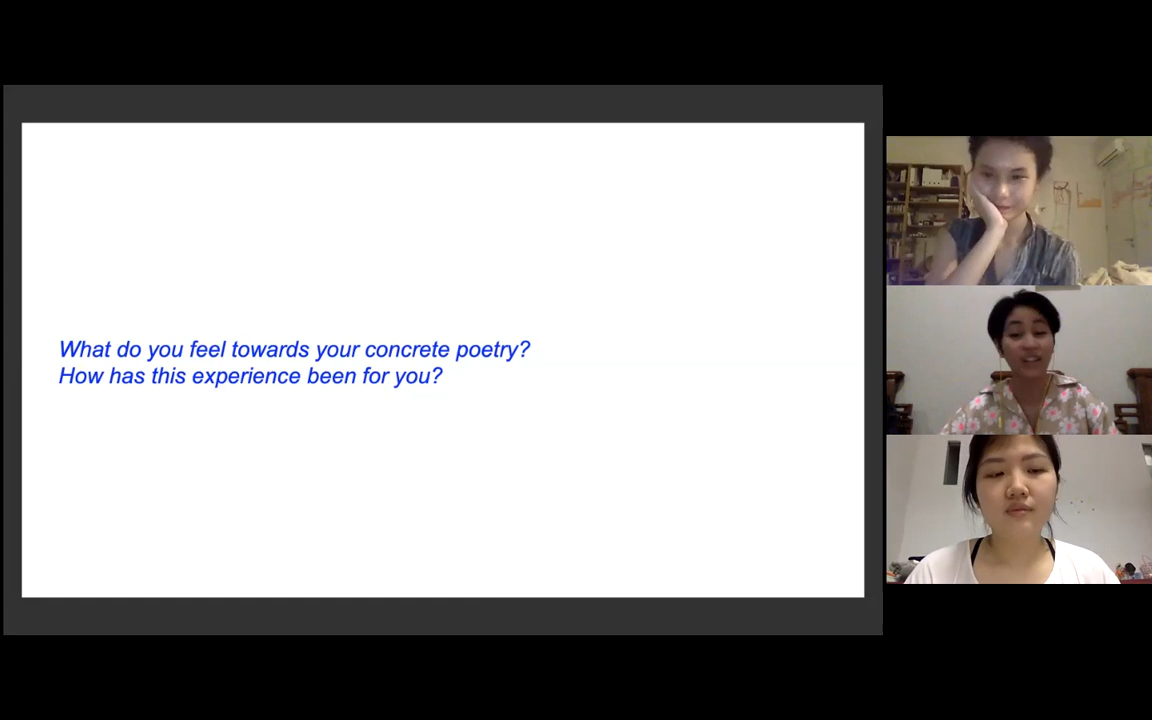 What do you feel towards your concrete poetry?
How has this experience been for you?